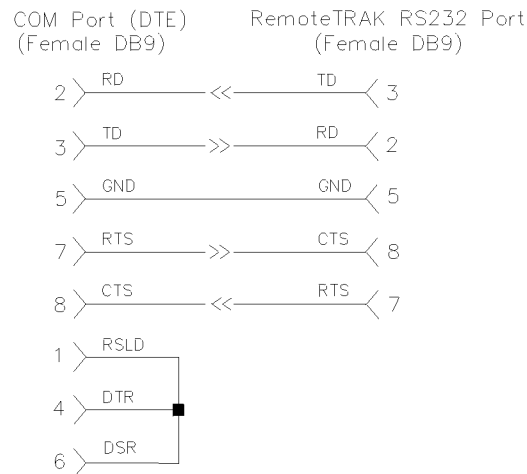 COM Port (DTE) RemoteTRAK RS232 Port
(Female DB9) (Female DB9)
2 RD << TD 3
3 TD >> RD 2
5 GND GND 5
7 RTS >> CTS 8
8 CTS << RTS 7
1 RSLD
4 DTR
6 DSR